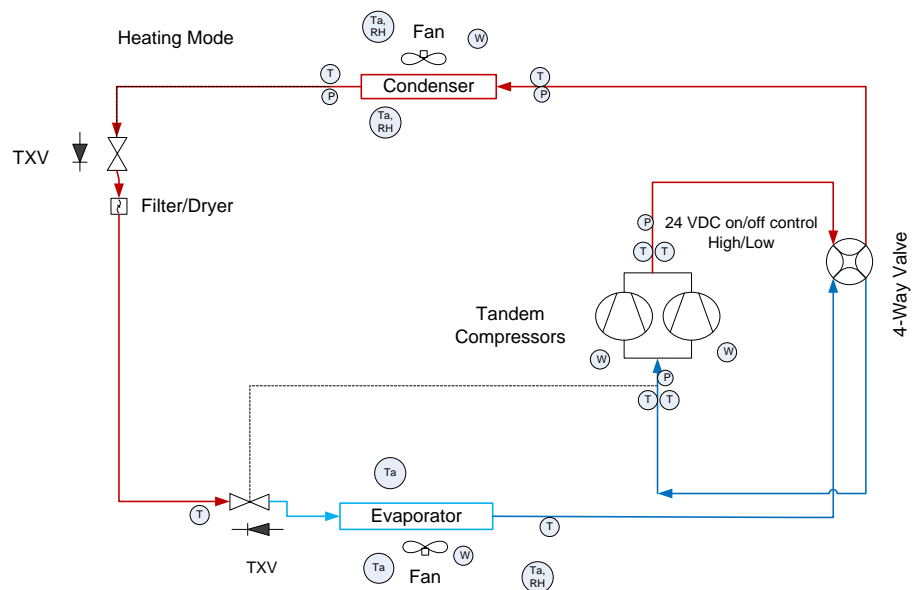 Heating Mode
Ta,
RH
Fan
W
T
P
Condenser
T
P
Ta,
RH
TXV
Filter/Dryer
P
24 VDC on/off control
High/Low
T
T
4-Way Valve
Tandem
Compressors
W
W
P
T
T
Ta
T
Evaporator
T
TXV
Ta
Fan
W
Ta,
RH